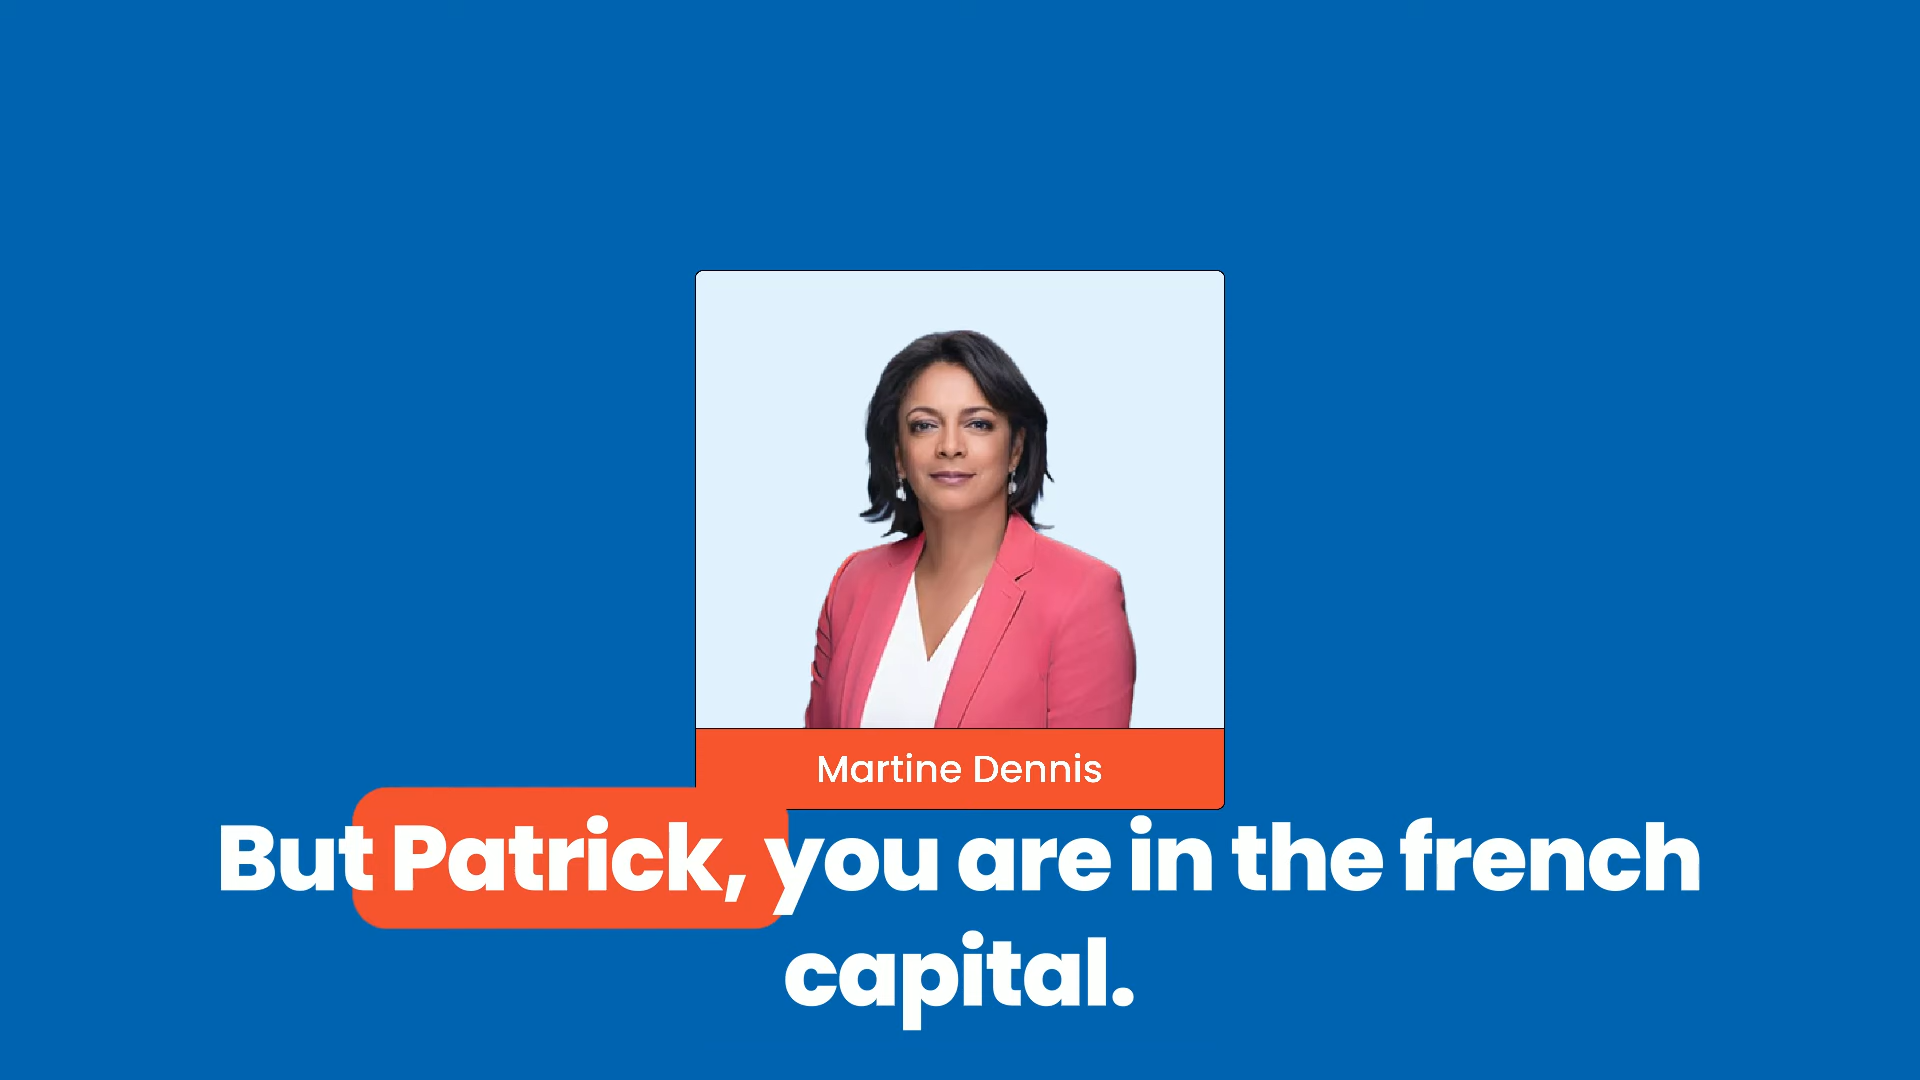 Martine Dennis
But Patrick, you are in the french
capital.